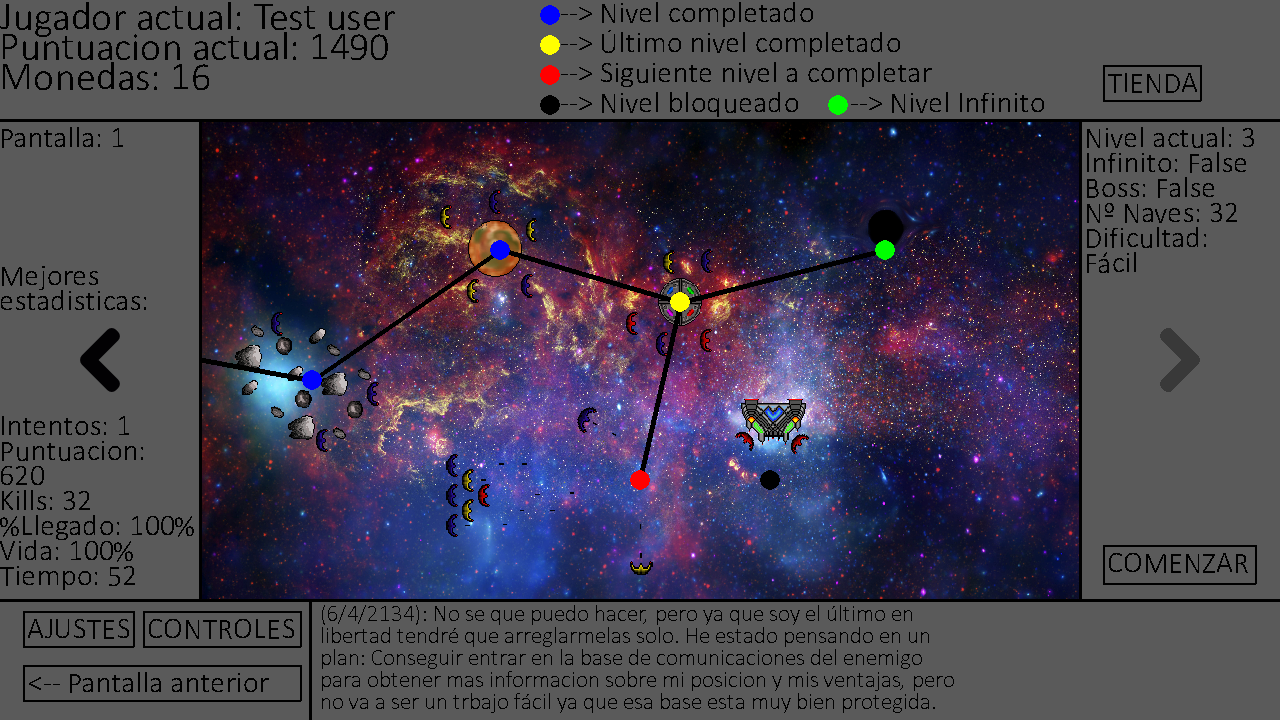 Jugador actual: Test user
Puntuacion actual: 1490
Monedas: 16
--> Nivel completado
--> Último nivel completado
--> Siguiente nivel a completar
--> Nivel bloqueado
--> Nivel Infinito
TIENDA
Pantalla: 1
Mejores
estadisticas:
Intentos: 1
Puntuacion:
620
Kills: 32
%Llegado: 100%
Vida: 100%
Tiempo: 52
Nivel actual: 3
Infinito: False
Boss: False
Nº Naves: 32
Dificultad:
Fácil
COMENZAR
AJUSTES
CONTROLES
<-- Pantalla anterior
(6/4/2134): No se que puedo hacer, pero ya que soy el último en
libertad tendré que arreglarmelas solo. He estado pensando en un
plan: Conseguir entrar en la base de comunicaciones del enemigo
para obtener mas informacion sobre mi posicion y mis ventajas, pero
no va a ser un trbajo fácil ya que esa base esta muy bien protegida.